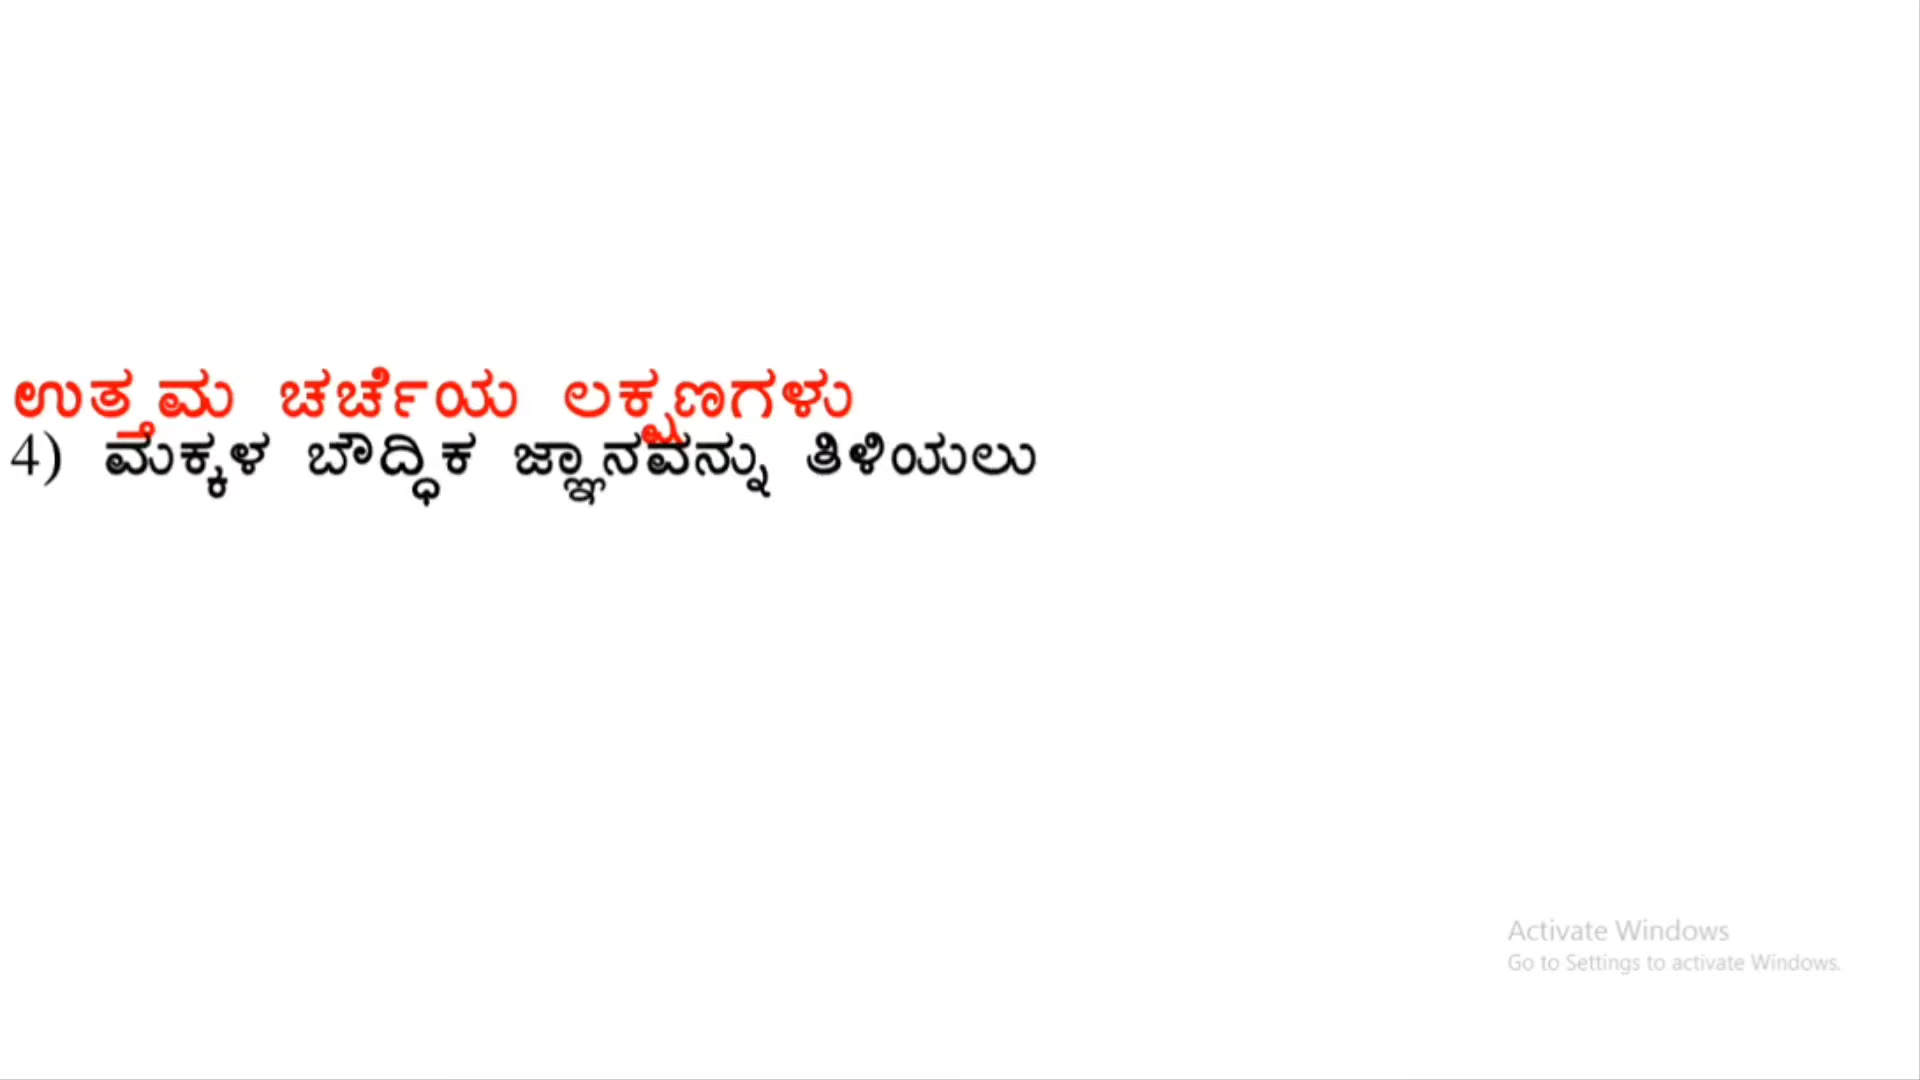 ಉತ್ತಮ ಚರ್ಚೆಯ ಲಕ್ಷಣಗಳು
4) ಮಕ್ಕಳ ಬೌದ್ಧಿಕ ಜ್ಞಾನವನ್ನು ತಿಳಿಯಲು
Activate Windows
Go to Settings to activate Windows.